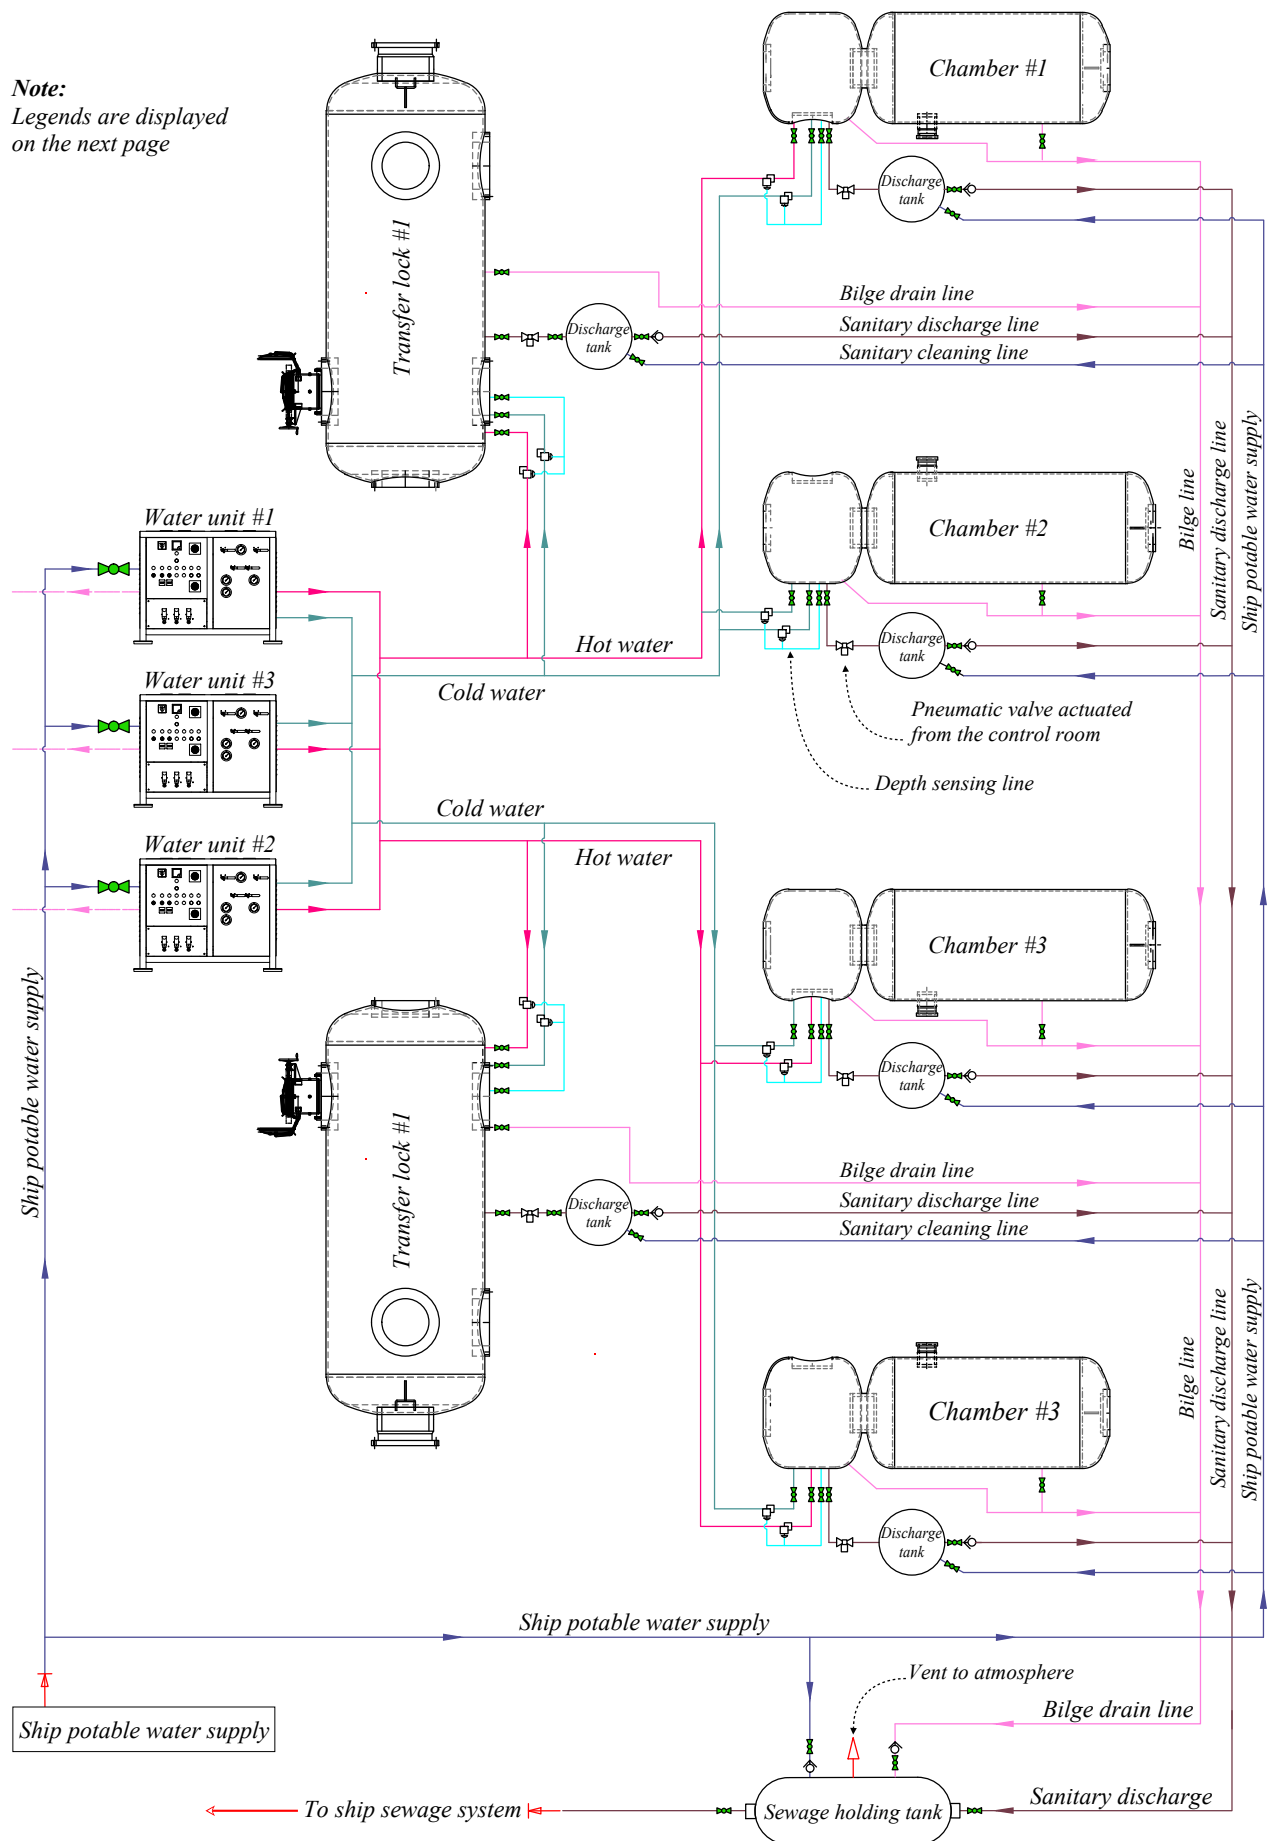 Note:
Legends are displayed
on the next page
Chamber #1
Discharge
tank
Transfer lock #1
Bilge drain line
Sanitary discharge line
Sanitary cleaning line
Discharge
tank
Water unit #1
Chamber #2
Bilge line
Sanitary discharge line
Ship potable water supply
Discharge
tank
Hot water
Cold water
Water unit #3
Pneumatic valve actuated
from the control room
Depth sensing line
Cold water
Hot water
Water unit #2
Chamber #3
Discharge
tank
Ship potable water supply
Transfer lock #1
Bilge drain line
Sanitary discharge line
Sanitary cleaning line
Discharge
tank
Bilge line
Sanitary discharge line
Ship potable water supply
Chamber #3
Discharge
tank
Ship potable water supply
Vent to atmosphere
Ship potable water supply
Bilge drain line
To ship sewage system
Sewage holding tank
Sanitary discharge